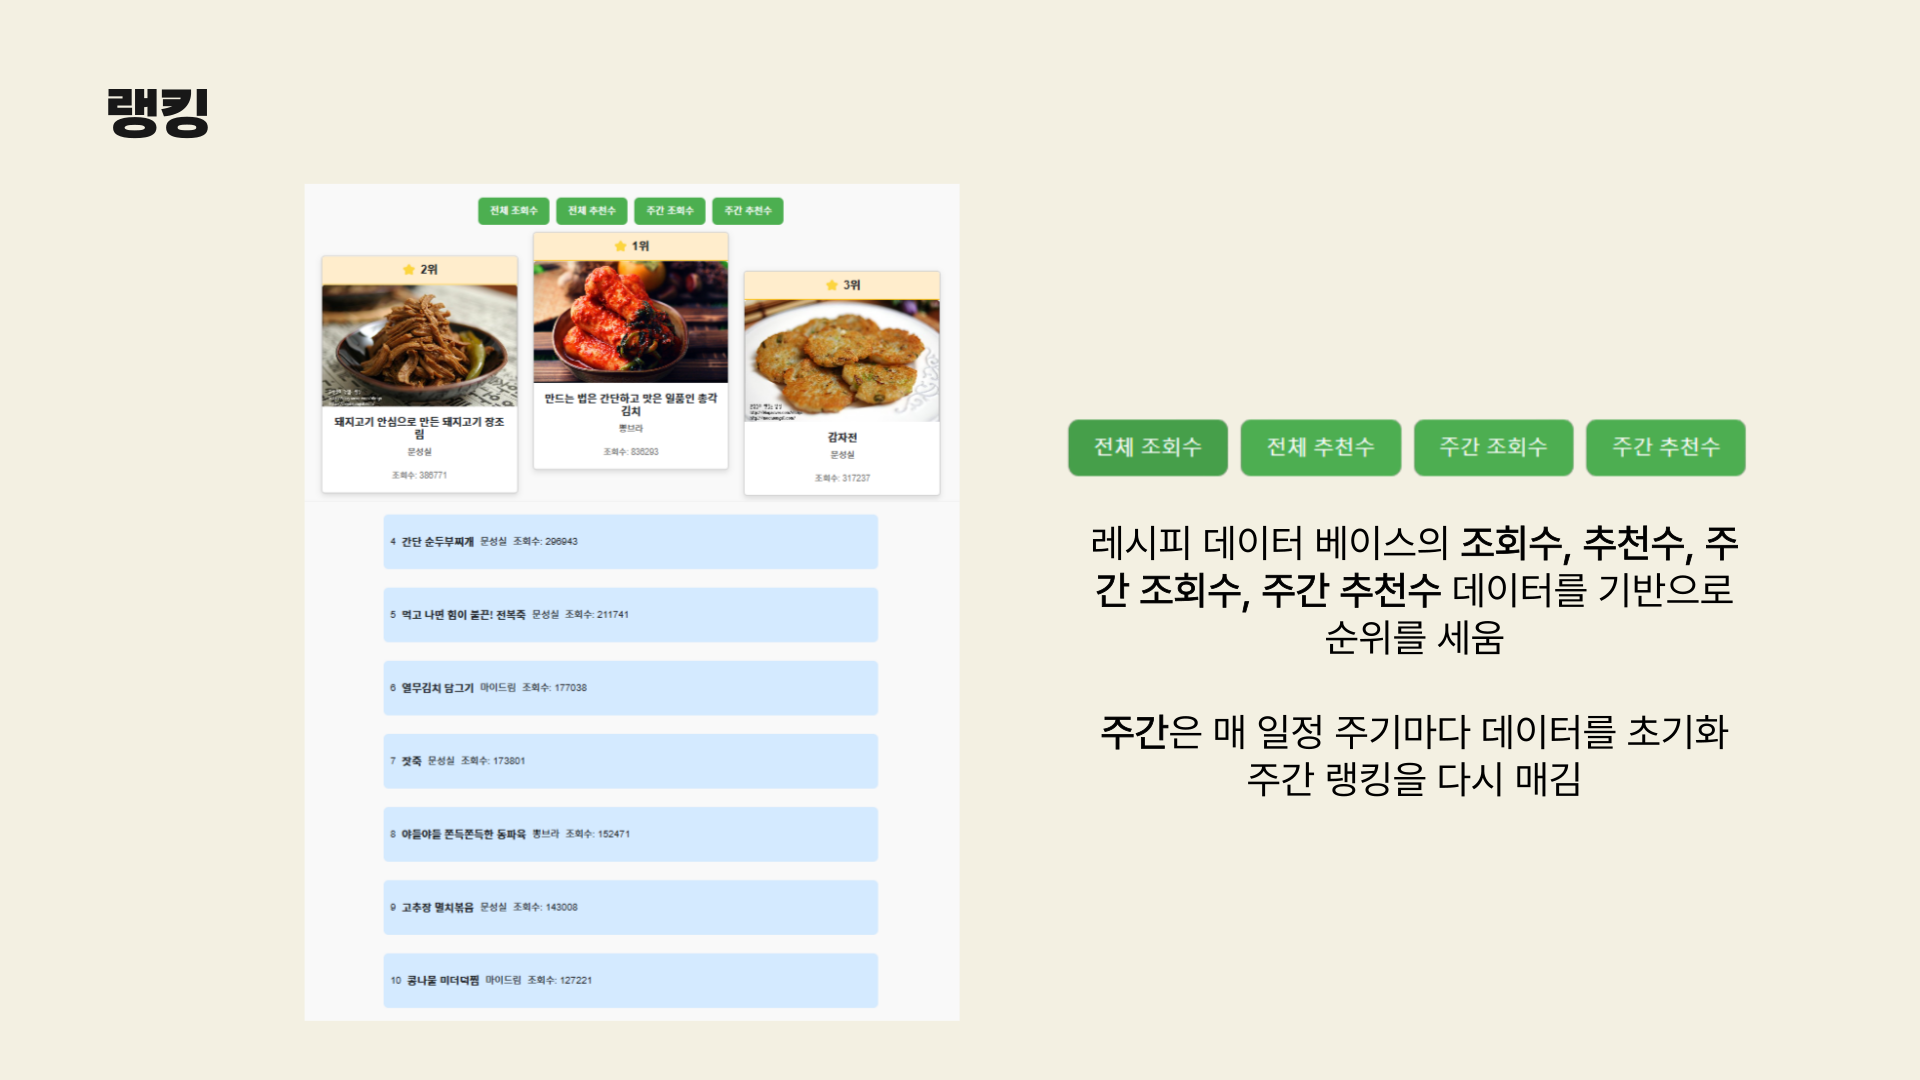 랭킹
전체 조회수 전체 추천수 주간 조회수 주간 추천수
2위
돼지고기 안심으로 만든 돼지고기 장조
림
문성실
조회수: 386771
1위
만드는 법은 간단하고 맛은 일품인 총각
김치
뽕브라
조회수: 836293
3위
감자전
문성실
조회수: 317237
4 간단 순두부찌개 문성실 조회수: 296943
5 먹고 나면 힘이 불끈! 전복죽 문성실 조회수: 211741
6 열무김치 담그기 마이드림 조회수: 177038
7 잣죽 문성실 조회수: 173801
8 야들야들 쫀득쫀득한 동파육 뽕브라 조회수: 152471
9 고추장 멸치볶음 문성실 조회수: 143008
10 콩나물 미더덕찜 마이드림 조회수: 127221
전체 조회수 전체 추천수 주간 조회수 주간 추천수
레시피 데이터 베이스의 조회수, 추천수, 주
간 조회수, 주간 추천수 데이터를 기반으로
순위를 세움
주간은 매 일정 주기마다 데이터를 초기화
주간 랭킹을 다시 매김